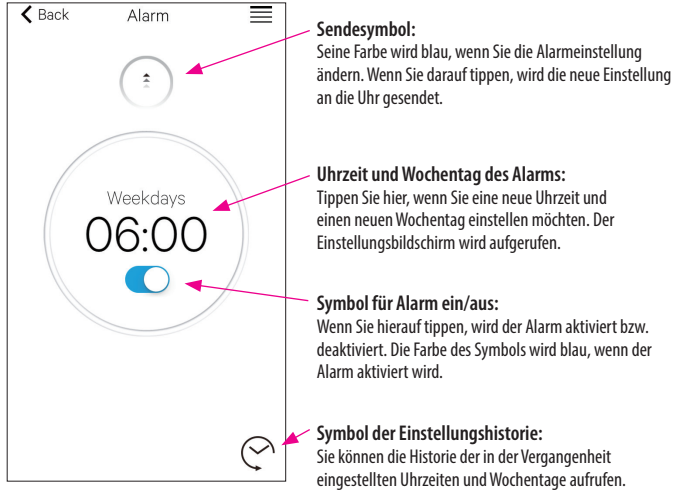 Back Alarm
Sendesymbol:
Seine Farbe wird blau, wenn Sie die Alarmeinstellung
ändern. Wenn Sie darauf tippen, wird die neue Einstellung
an die Uhr gesendet.
Weekdays
06:00
Uhrzeit und Wochentag des Alarms:
Tippen Sie hier, wenn Sie eine neue Uhrzeit und
einen neuen Wochentag einstellen möchten. Der
Einstellungsbildschirm wird aufgerufen.
Symbol für Alarm ein/aus:
Wenn Sie hierauf tippen, wird der Alarm aktiviert bzw.
deaktiviert. Die Farbe des Symbols wird blau, wenn der
Alarm aktiviert wird.
Symbol der Einstellungshistorie:
Sie können die Historie der in der Vergangenheit
eingestellten Uhrzeiten und Wochentage aufrufen.